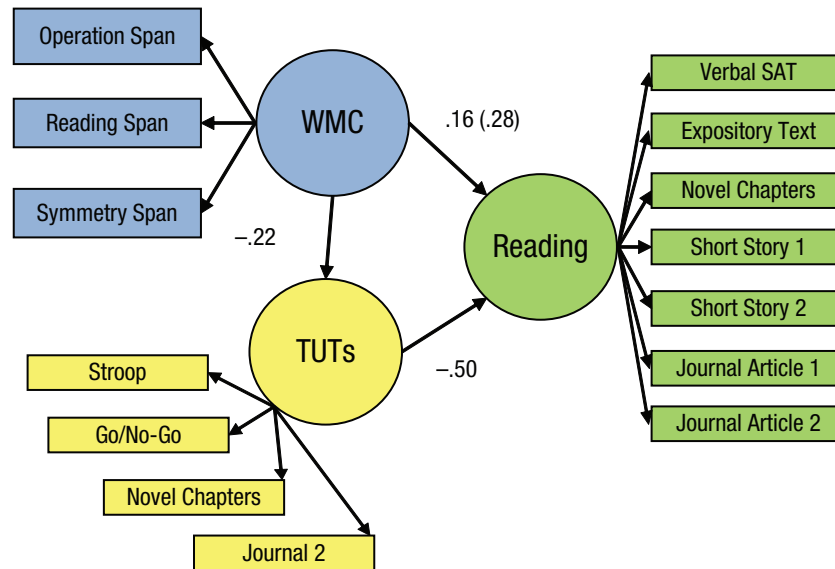 Operation Span
Reading Span
Symmetry Span
WMC
.16 (.28)
–.22
Reading
TUTs
–.50
Stroop
Go/No-Go
Novel Chapters
Journal 2
Verbal SAT
Expository Text
Novel Chapters
Short Story 1
Short Story 2
Journal Article 1
Journal Article 2